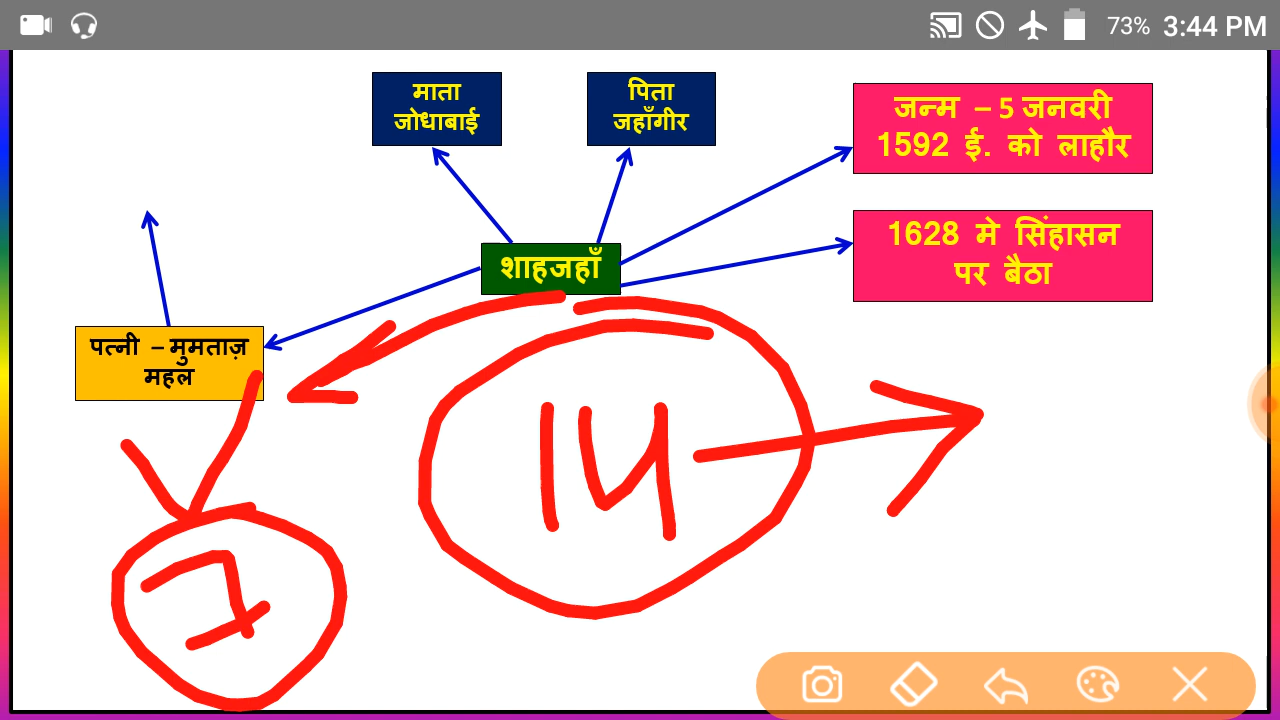 73% 3:44 PM
माता
जोधाबाई
पिता
जहाँगीर
जन्म – 5 जनवरी
1592 ई. को लाहौर
1628 मे सिंहासन
पर बैठा
शाहजहाँ
पत्नी – मुमताज़
महल
14
7